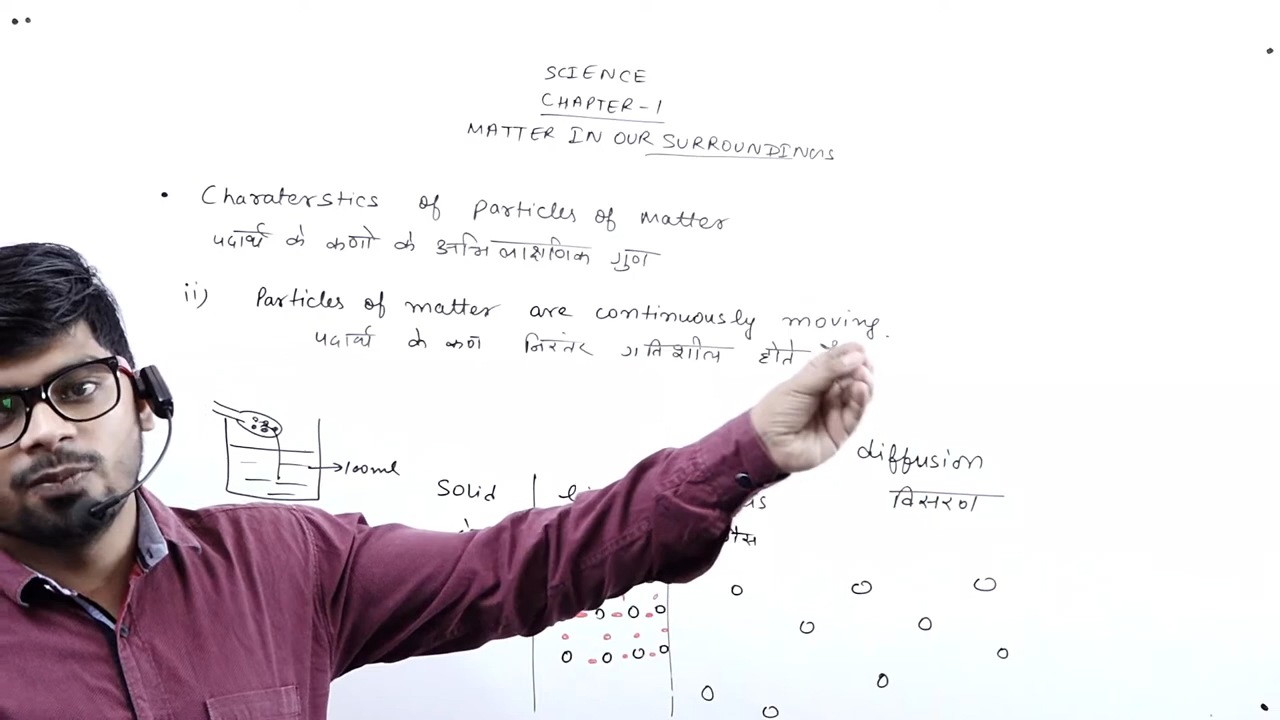 SCIENCE
CHAPTER-1
MATTER IN OUR SURROUNDINGS
• Charaterstics of particles of matter
पदार्थ के कणो के अभिलाक्षणिक गुण
ii) Particles of matter are continuously moving.
पदार्थ के कण निरंतर गतिशील होते
100ml
Solid
diffusion
विसरण